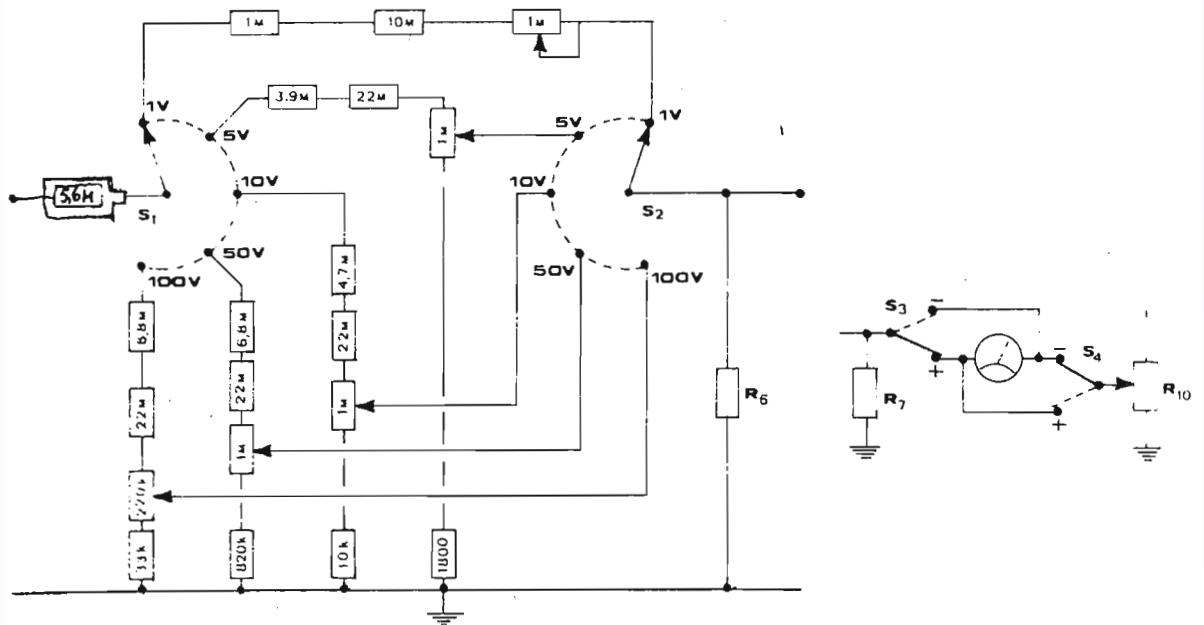 1M 10M 1M
3.9M 22M
1V 5V 1M 5V 1V
10V 10V
5,6M S1 S2
50V 50V
100V 100V
4,7M
6,8M 6,8M
22M
S3 −
− S4
+
22M 22M 1M R6 R7 R10
+
1M
220k
33k 820k 10k 1800